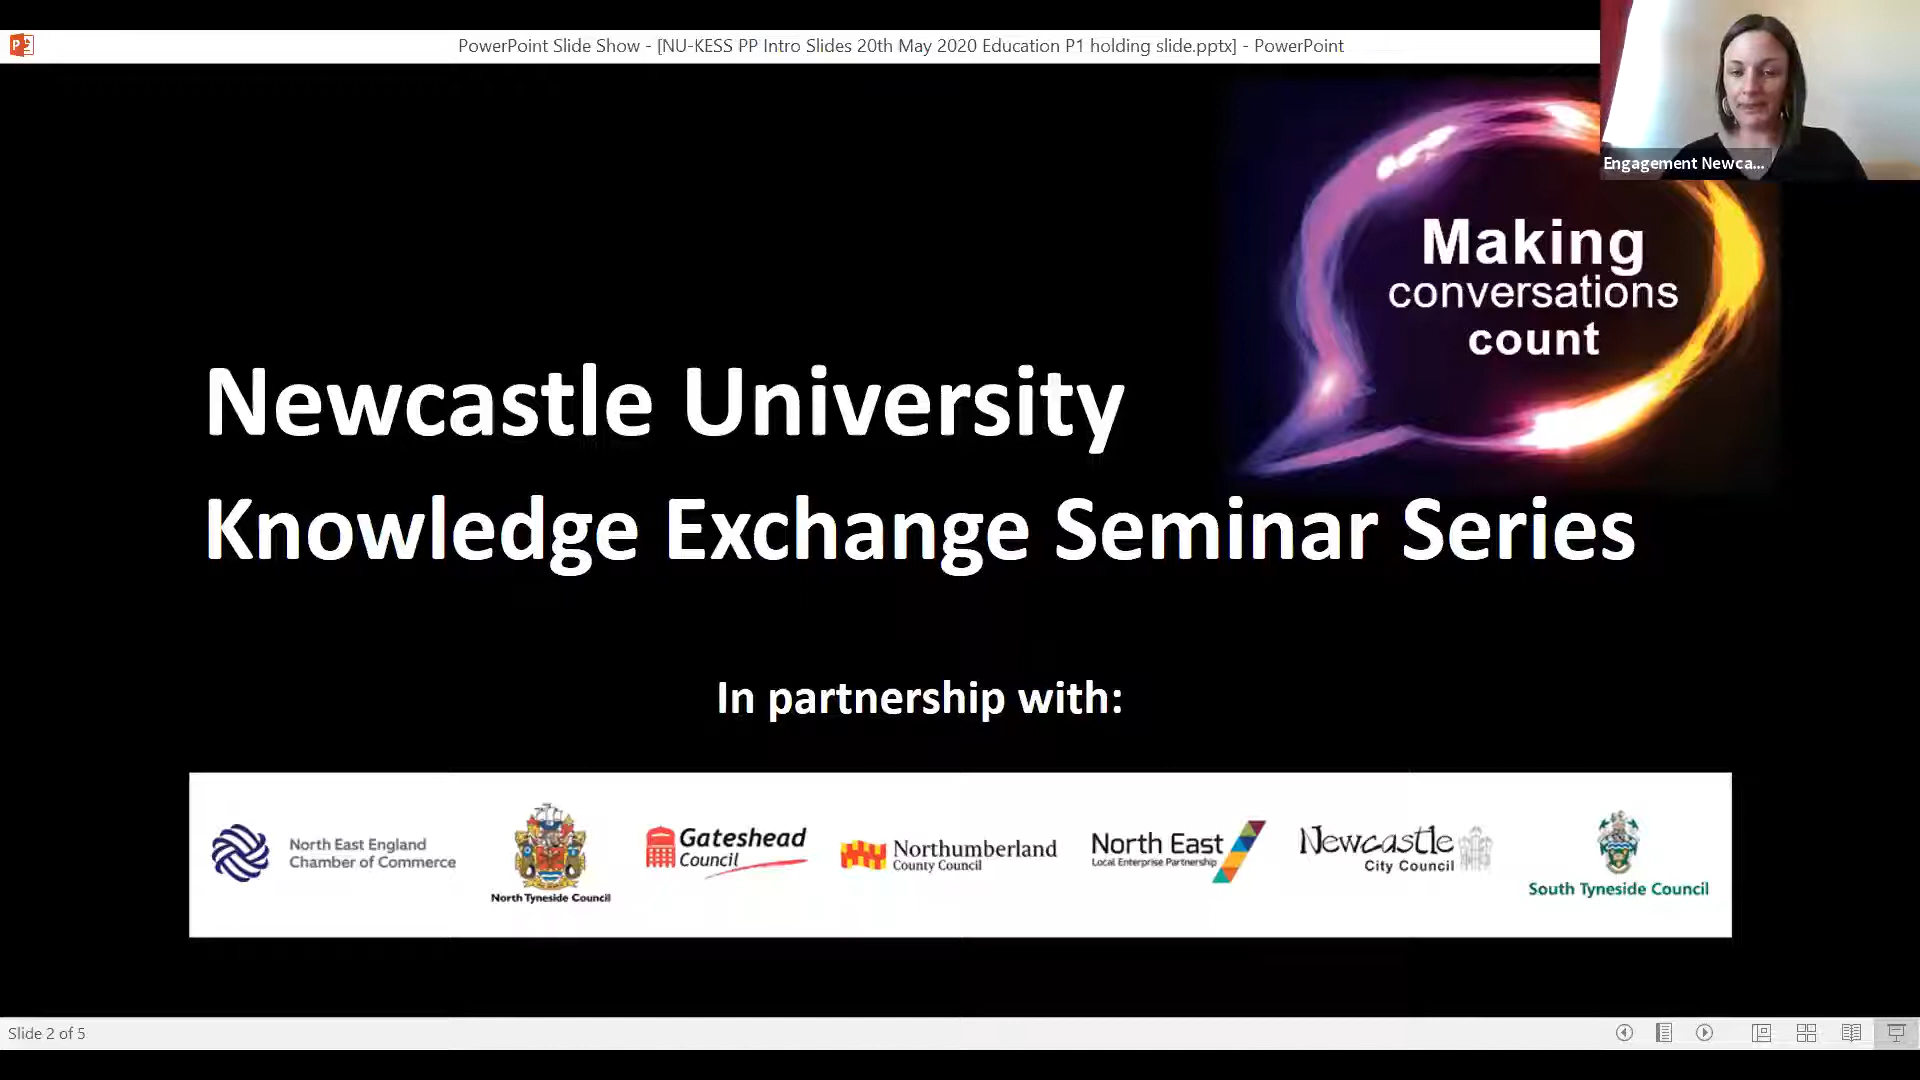 PowerPoint Slide Show - [NU-KESS PP Intro Slides 20th May 2020 Education P1 holding slide.pptx] - PowerPoint
Engagement Newca...
Making
conversations
count
Newcastle University
Knowledge Exchange Seminar Series
In partnership with:
North East England
Chamber of Commerce
North Tyneside Council
Gateshead
Council
Northumberland
County Council
North East
Local Enterprise Partnership
Newcastle
City Council
South Tyneside Council
Slide 2 of 5